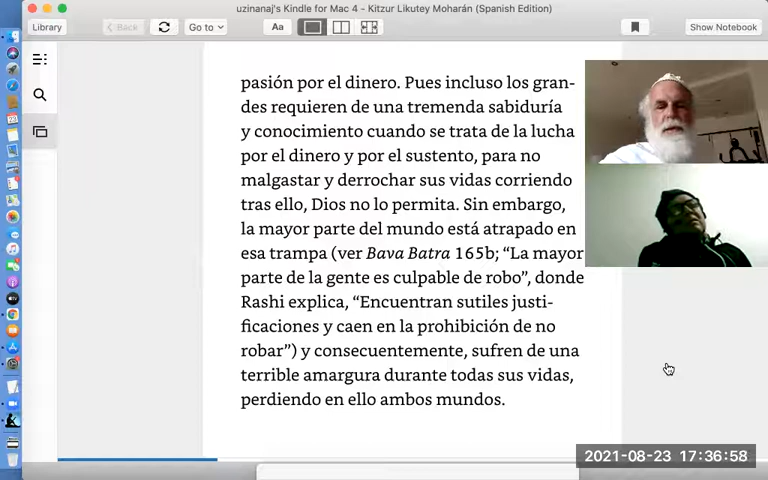 uzinanaj's Kindle for Mac 4 - Kitzur Likutey Moharán (Spanish Edition)
Library
Back
Go to
Aa
Show Notebook
pasión por el dinero. Pues incluso los gran-
des requieren de una tremenda sabiduría
y conocimiento cuando se trata de la lucha
por el dinero y por el sustento, para no
malgastar y derrochar sus vidas corriendo
tras ello, Dios no lo permita. Sin embargo,
la mayor parte del mundo está atrapado en
esa trampa (ver Bava Batra 165b; “La mayor
parte de la gente es culpable de robo”, donde
Rashi explica, “Encuentran sutiles justi-
ficaciones y caen en la prohibición de no
robar”) y consecuentemente, sufren de una
terrible amargura durante todas sus vidas,
perdiendo en ello ambos mundos.
2021-08-23 17:36:58